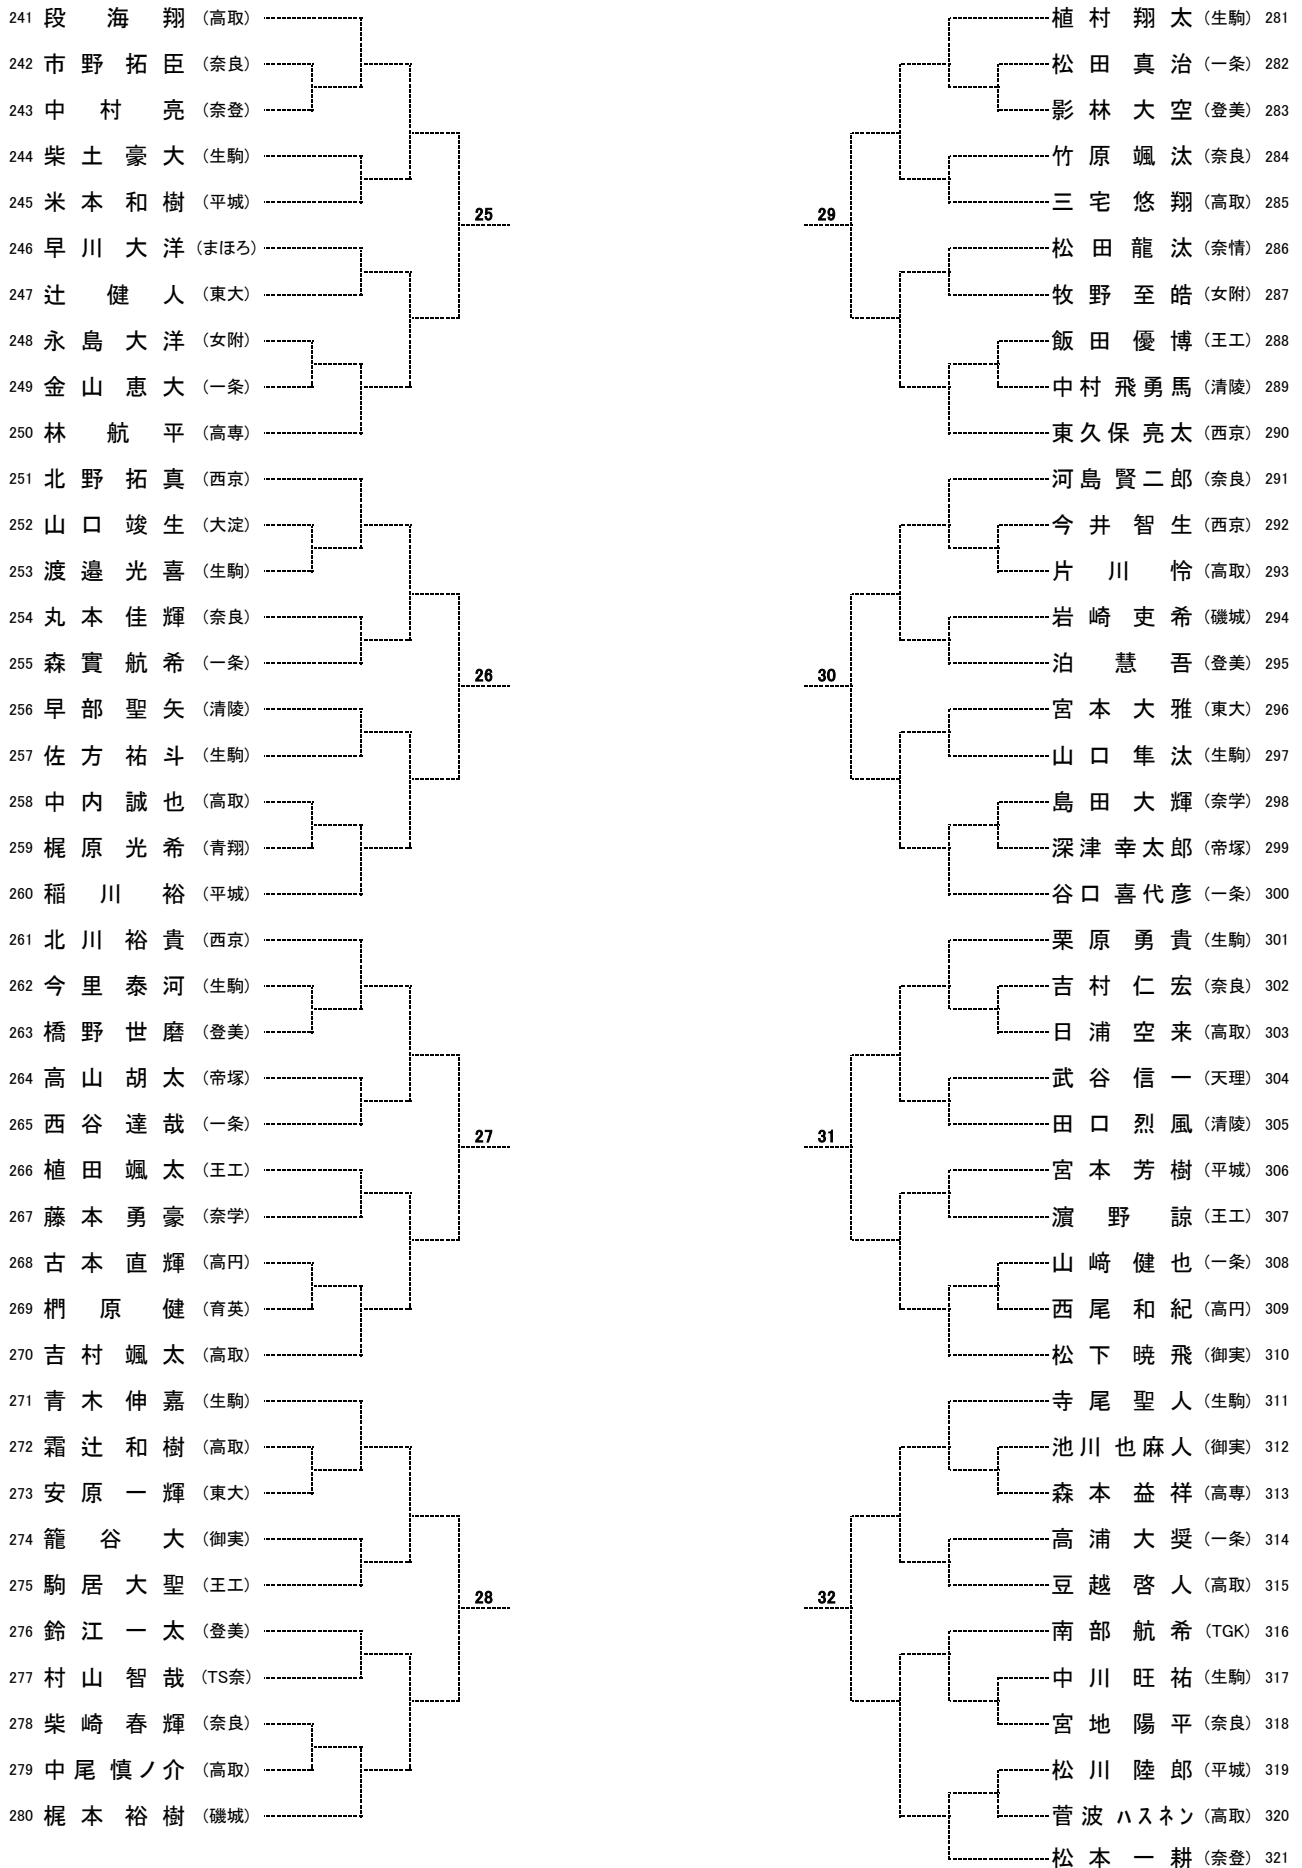 241 段海翔 (高取)
242 市野拓臣 (奈良)
243 中村亮 (奈登)
244 柴土豪大 (生駒)
245 米本和樹 (平城)
25
246 早川大洋 (まほろ)
247 辻健人 (東大)
248 永島大洋 (女附)
249 金山恵大 (一条)
250 林航平 (高専)
251 北野拓真 (西京)
252 山口竣生 (大淀)
253 渡邉光喜 (生駒)
254 丸本佳輝 (奈良)
255 森實航希 (一条)
26
256 早部聖矢 (清陵)
257 佐方祐斗 (生駒)
258 中内誠也 (高取)
259 梶原光希 (青翔)
260 稲川裕 (平城)
261 北川裕貴 (西京)
262 今里泰河 (生駒)
263 橋野世磨 (登美)
264 高山胡太 (帝塚)
265 西谷達哉 (一条)
27
266 植田颯太 (王工)
267 藤本勇豪 (奈学)
268 古本直輝 (高円)
269 椚原健 (育英)
270 吉村颯太 (高取)
271 青木伸嘉 (生駒)
272 霜辻和樹 (高取)
273 安原一輝 (東大)
274 籠谷大 (御実)
275 駒居大聖 (王工)
28
276 鈴江一太 (登美)
277 村山智哉 (TS奈)
278 柴崎春輝 (奈良)
279 中尾慎ノ介 (高取)
280 梶本裕樹 (磯城)
植村翔太 (生駒) 281
松田真治 (一条) 282
影林大空 (登美) 283
竹原颯汰 (奈良) 284
三宅悠翔 (高取) 285
29
松田龍汰 (奈情) 286
牧野至皓 (女附) 287
飯田優博 (王工) 288
中村飛勇馬 (清陵) 289
東久保亮太 (西京) 290
河島賢二郎 (奈良) 291
今井智生 (西京) 292
片川怜 (高取) 293
岩崎吏希 (磯城) 294
泊慧吾 (登美) 295
30
宮本大雅 (東大) 296
山口隼汰 (生駒) 297
島田大輝 (奈学) 298
深津幸太郎 (帝塚) 299
谷口喜代彦 (一条) 300
栗原勇貴 (生駒) 301
吉村仁宏 (奈良) 302
日浦空来 (高取) 303
武谷信一 (天理) 304
田口烈風 (清陵) 305
31
宮本芳樹 (平城) 306
濵野諒 (王工) 307
山﨑健也 (一条) 308
西尾和紀 (高円) 309
松下暁飛 (御実) 310
寺尾聖人 (生駒) 311
池川也麻人 (御実) 312
森本益祥 (高専) 313
高浦大奨 (一条) 314
豆越啓人 (高取) 315
32
南部航希 (TGK) 316
中川旺祐 (生駒) 317
宮地陽平 (奈良) 318
松川陸郎 (平城) 319
菅波ハスネン (高取) 320
松本一耕 (奈登) 321